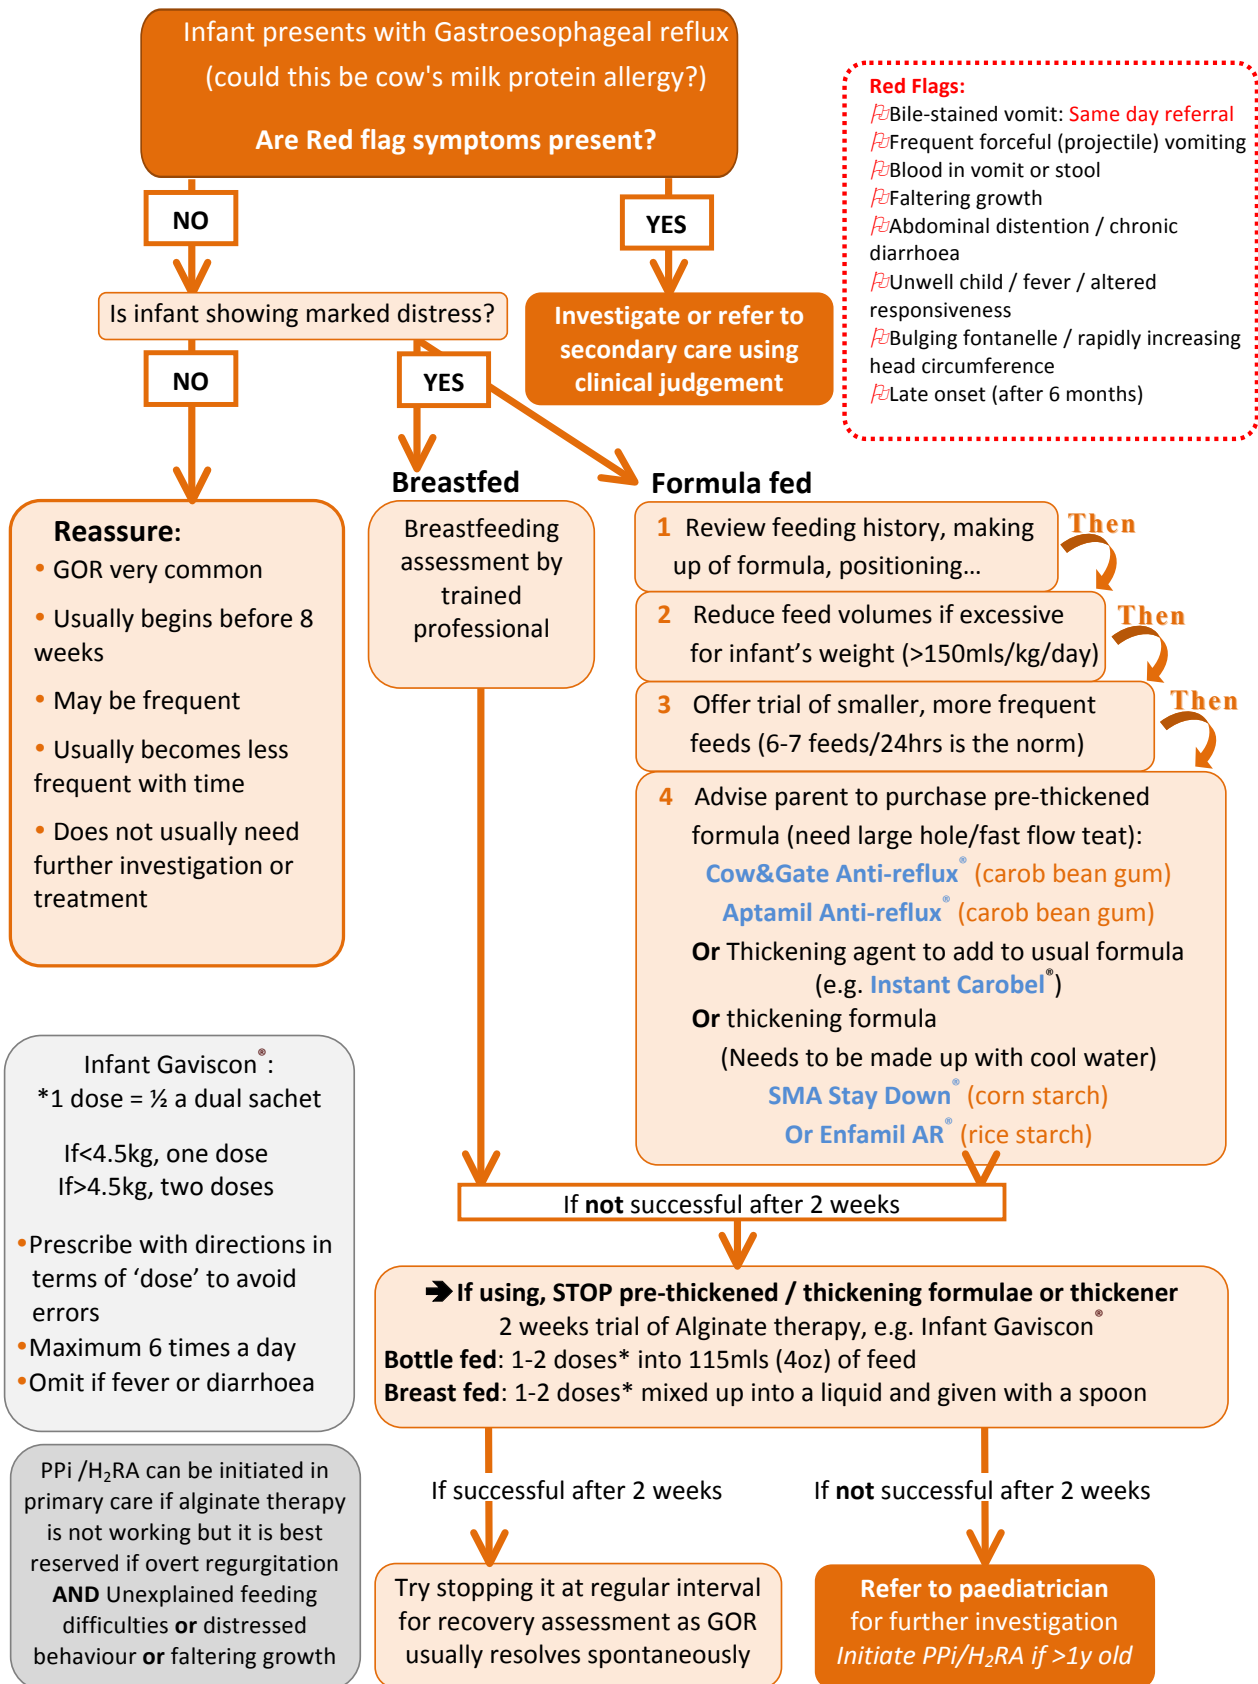 Infant presents with Gastroesophageal reflux
(could this be cow's milk protein allergy?)
Are Red flag symptoms present?
Red Flags:
Bile-stained vomit: Same day referral
Frequent forceful (projectile) vomiting
Blood in vomit or stool
Faltering growth
Abdominal distention / chronic
diarrhoea
Unwell child / fever / altered
responsiveness
Bulging fontanelle / rapidly increasing
head circumference
Late onset (after 6 months)
NO
YES
Is infant showing marked distress?
Investigate or refer to
secondary care using
clinical judgement
NO
YES
Reassure:
• GOR very common
• Usually begins before 8
weeks
• May be frequent
• Usually becomes less
frequent with time
• Does not usually need
further investigation or
treatment
Breastfed
Breastfeeding
assessment by
trained
professional
Formula fed
1 Review feeding history, making
up of formula, positioning…
Then
2 Reduce feed volumes if excessive
for infant’s weight (>150mls/kg/day)
Then
3 Offer trial of smaller, more frequent
feeds (6-7 feeds/24hrs is the norm)
Then
4 Advise parent to purchase pre-thickened
formula (need large hole/fast flow teat):
Cow&Gate Anti-reflux® (carob bean gum)
Aptamil Anti-reflux® (carob bean gum)
Or Thickening agent to add to usual formula
(e.g. Instant Carobel®)
Or thickening formula
(Needs to be made up with cool water)
SMA Stay Down® (corn starch)
Or Enfamil AR® (rice starch)
Infant Gaviscon®:
*1 dose = ½ a dual sachet
If<4.5kg, one dose
If>4.5kg, two doses
•Prescribe with directions in
terms of ‘dose’ to avoid
errors
•Maximum 6 times a day
•Omit if fever or diarrhoea
If not successful after 2 weeks
➔ If using, STOP pre-thickened / thickening formulae or thickener
2 weeks trial of Alginate therapy, e.g. Infant Gaviscon®
Bottle fed: 1-2 doses* into 115mls (4oz) of feed
Breast fed: 1-2 doses* mixed up into a liquid and given with a spoon
PPi /H₂RA can be initiated in
primary care if alginate therapy
is not working but it is best
reserved if overt regurgitation
AND Unexplained feeding
difficulties or distressed
behaviour or faltering growth
If successful after 2 weeks
If not successful after 2 weeks
Try stopping it at regular interval
for recovery assessment as GOR
usually resolves spontaneously
Refer to paediatrician
for further investigation
Initiate PPi/H₂RA if >1y old